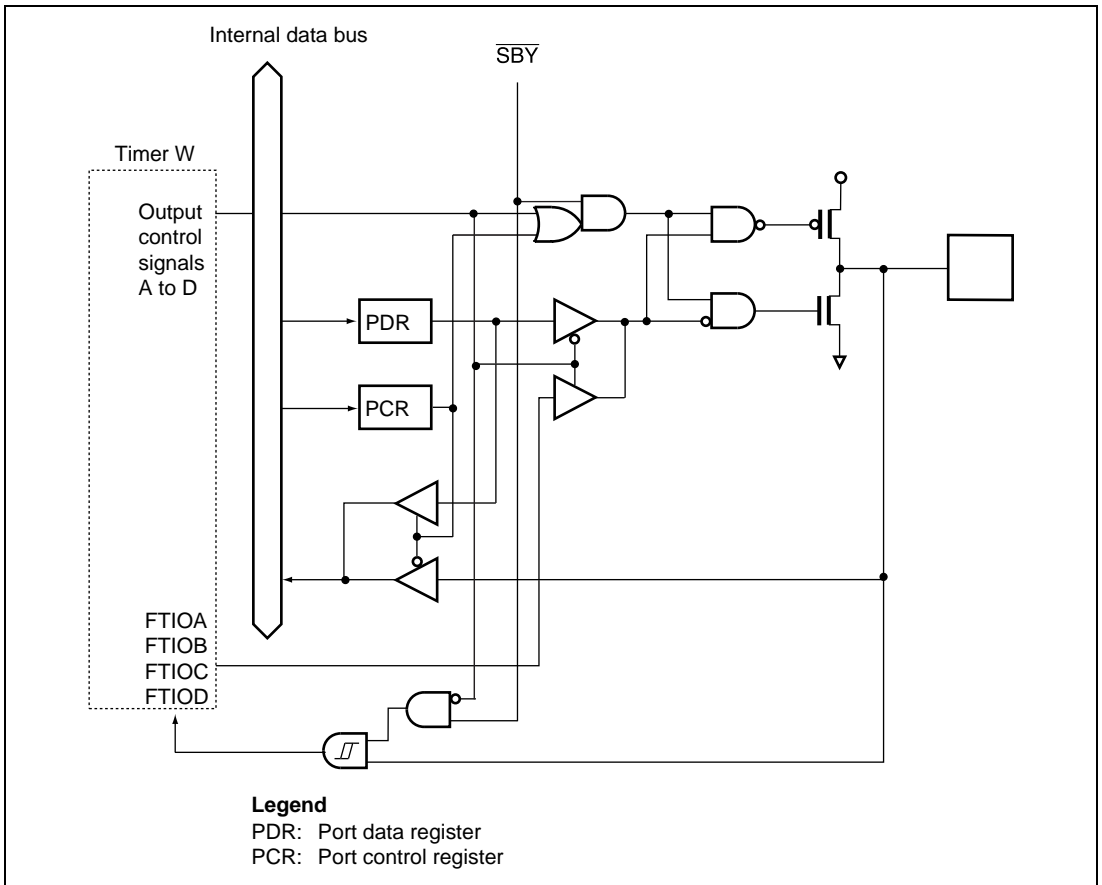 Internal data bus
S̅B̅Y̅
Timer W
Output
control
signals
A to D
PDR
PCR
FTIOA
FTIOB
FTIOC
FTIOD
Legend
PDR: Port data register
PCR: Port control register